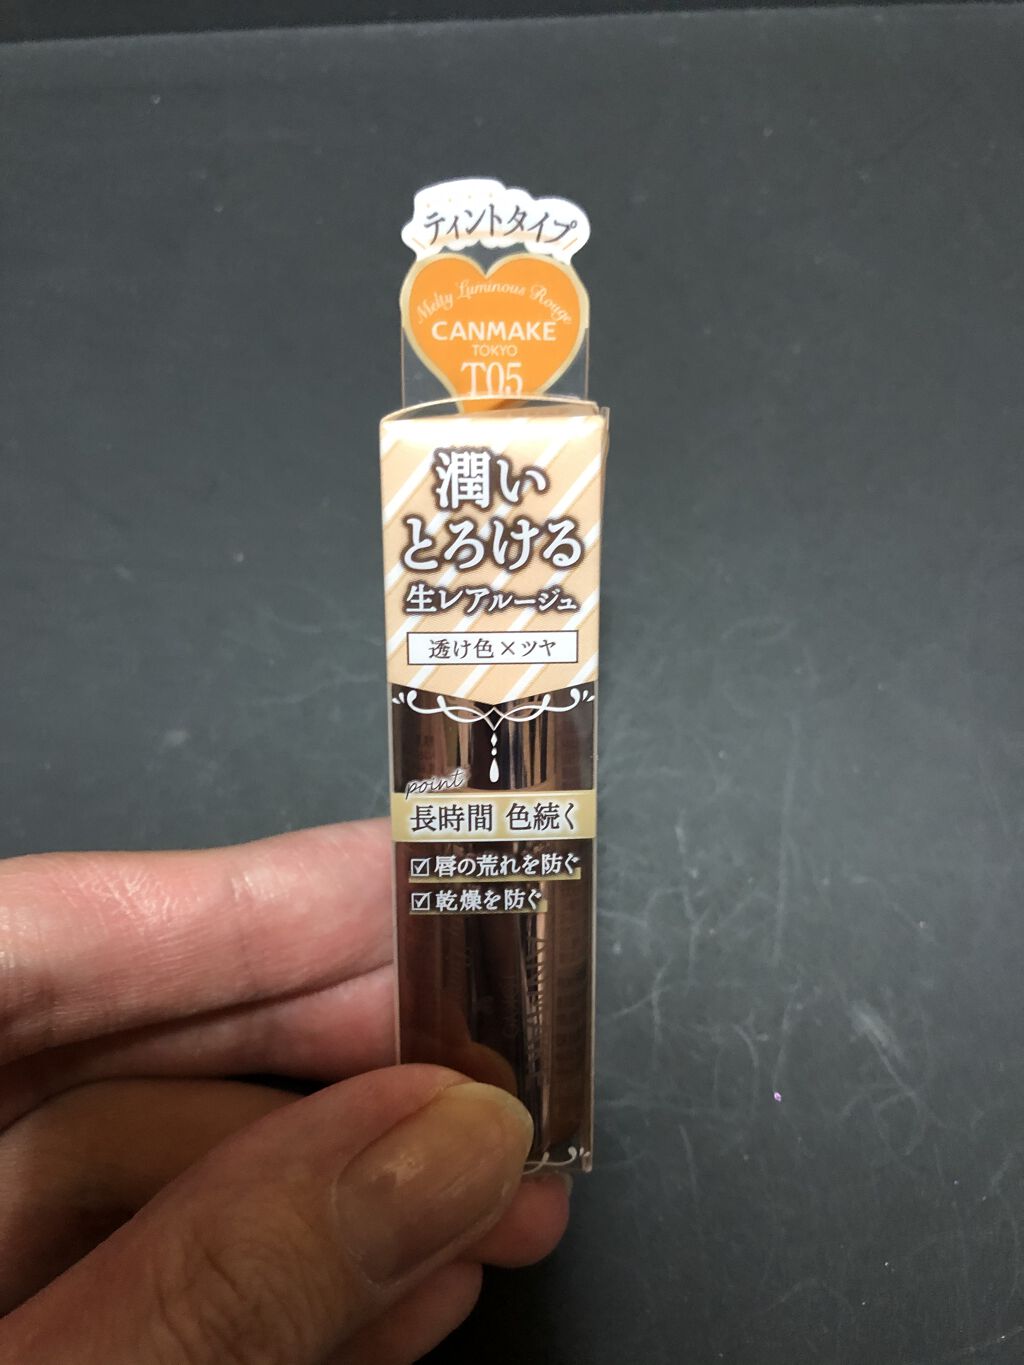 ティントタイプ
Melty Luminous Rouge
CANMAKE
TOKYO
T05
潤い
とろける
生レアルージュ
透け色×ツヤ
point
長時間 色続く
☑唇の荒れを防ぐ
☑乾燥を防ぐ